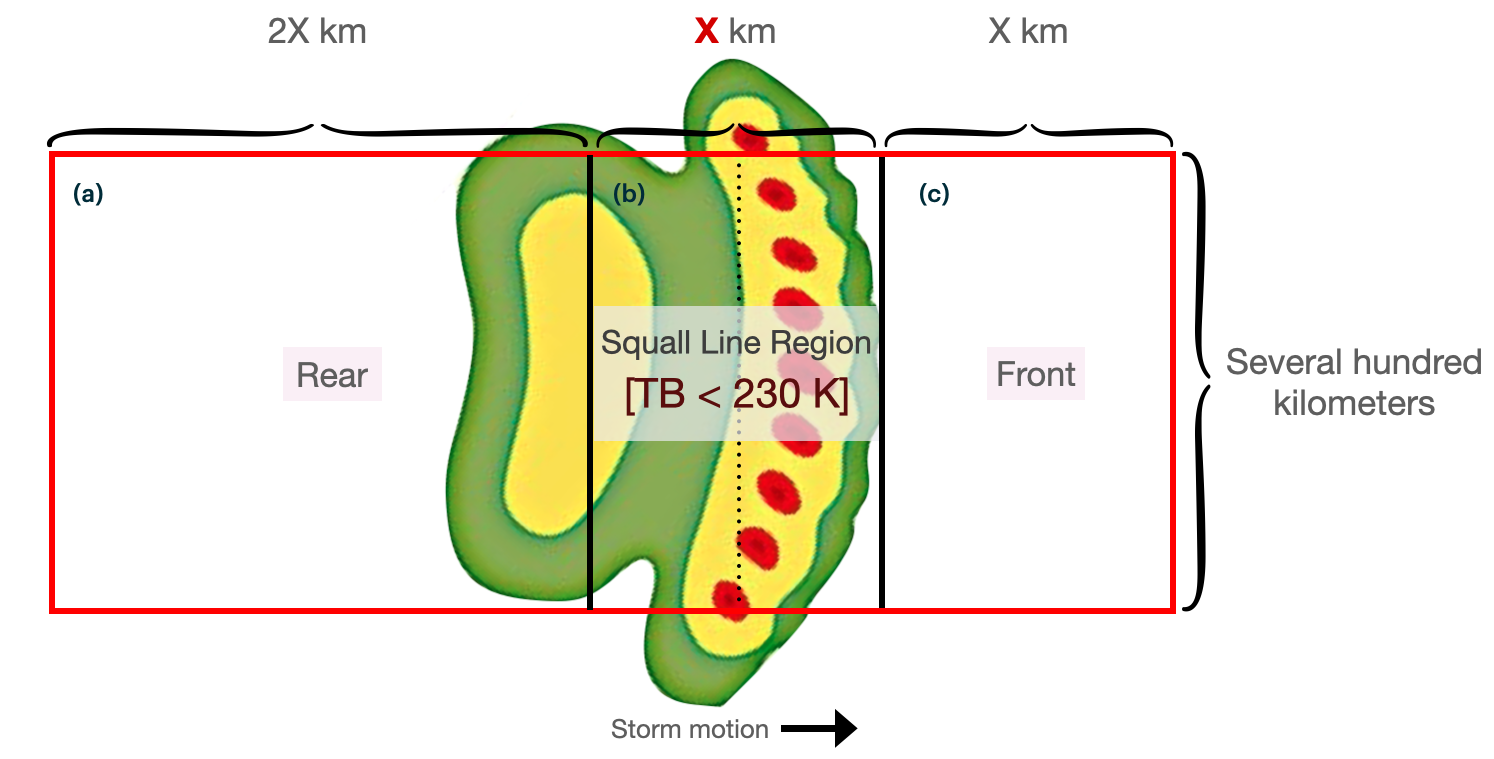 2X km
X km
X km
(a)
(b)
(c)
Squall Line Region
[TB < 230 K]
Rear
Front
Several hundred
kilometers
Storm motion